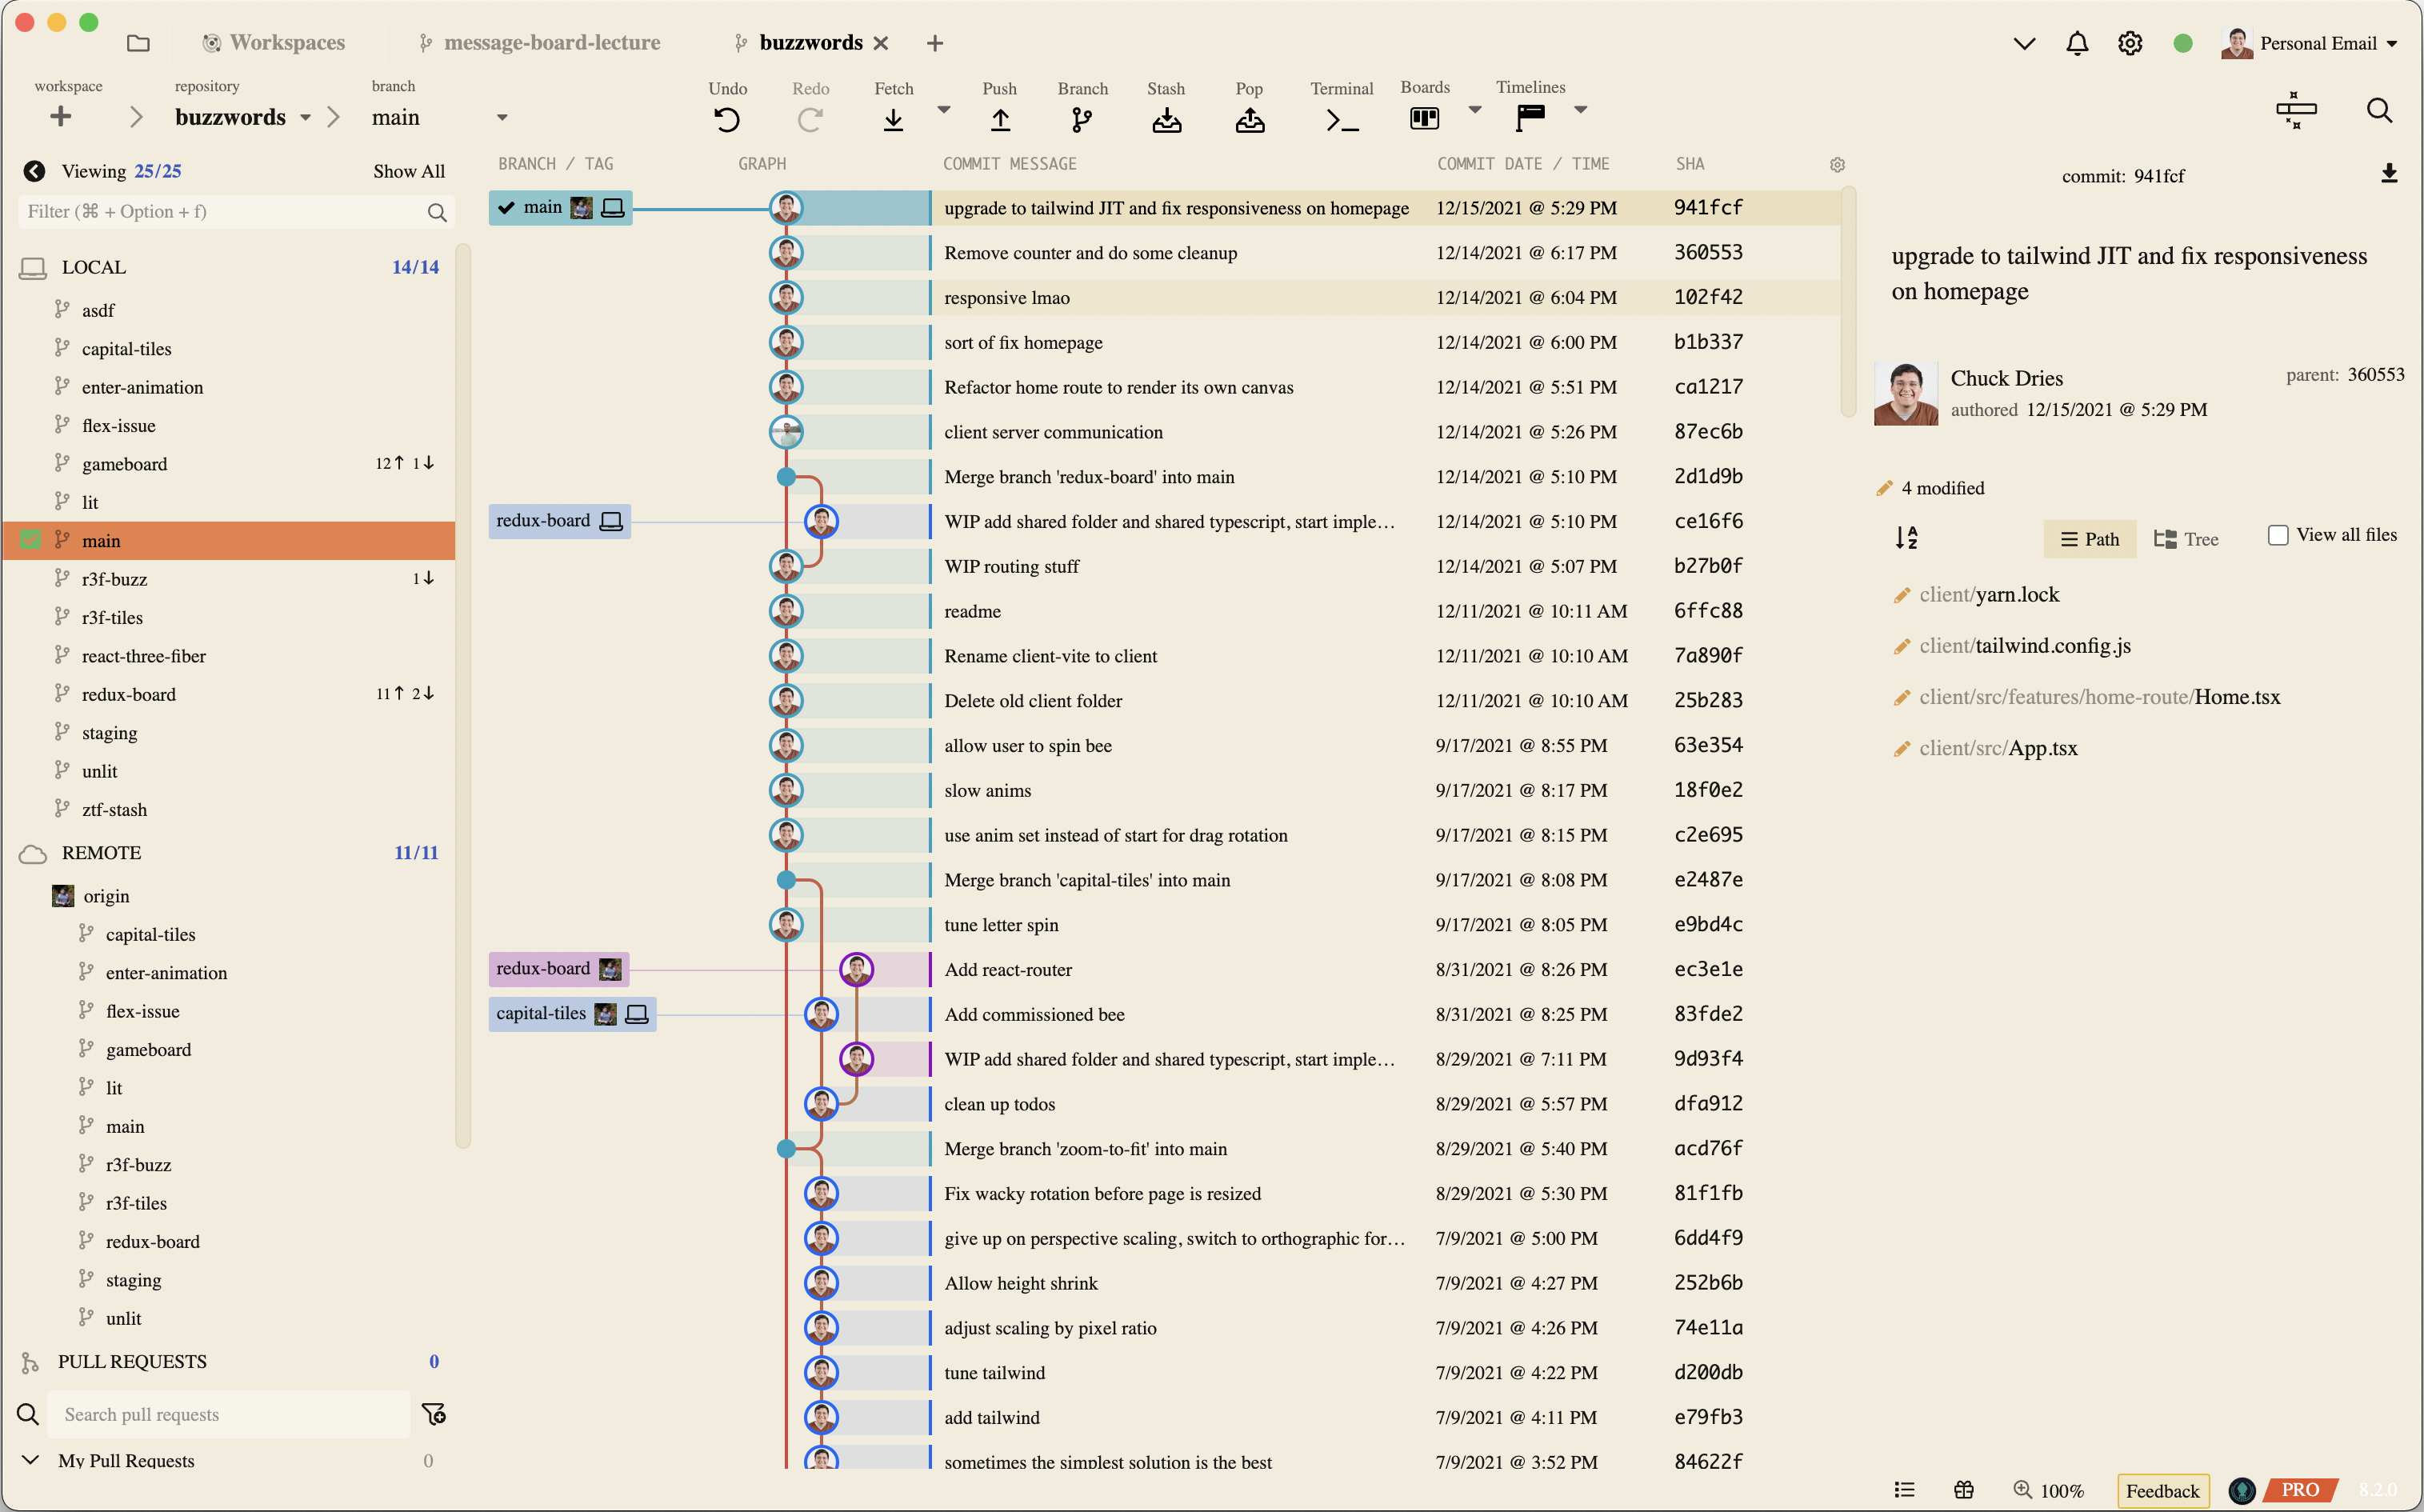 Workspaces
message-board-lecture
buzzwords
Personal Email
workspace
repository
buzzwords
branch
main
Undo
Redo
Fetch
Push
Branch
Stash
Pop
Terminal
Boards
Timelines
Viewing 25/25 Show All
Filter (⌘ + Option + f)
LOCAL 14/14
asdf
capital-tiles
enter-animation
flex-issue
gameboard 12↑ 1↓
lit
main
r3f-buzz 1↓
r3f-tiles
react-three-fiber
redux-board 11↑ 2↓
staging
unlit
ztf-stash
REMOTE 11/11
origin
capital-tiles
enter-animation
flex-issue
gameboard
lit
main
r3f-buzz
r3f-tiles
redux-board
staging
unlit
PULL REQUESTS 0
Search pull requests
My Pull Requests 0
BRANCH / TAG GRAPH COMMIT MESSAGE COMMIT DATE / TIME SHA
main upgrade to tailwind JIT and fix responsiveness on homepage 12/15/2021 @ 5:29 PM 941fcf
Remove counter and do some cleanup 12/14/2021 @ 6:17 PM 360553
responsive lmao 12/14/2021 @ 6:04 PM 102f42
sort of fix homepage 12/14/2021 @ 6:00 PM b1b337
Refactor home route to render its own canvas 12/14/2021 @ 5:51 PM ca1217
client server communication 12/14/2021 @ 5:26 PM 87ec6b
Merge branch 'redux-board' into main 12/14/2021 @ 5:10 PM 2d1d9b
redux-board WIP add shared folder and shared typescript, start imple… 12/14/2021 @ 5:10 PM ce16f6
WIP routing stuff 12/14/2021 @ 5:07 PM b27b0f
readme 12/11/2021 @ 10:11 AM 6ffc88
Rename client-vite to client 12/11/2021 @ 10:10 AM 7a890f
Delete old client folder 12/11/2021 @ 10:10 AM 25b283
allow user to spin bee 9/17/2021 @ 8:55 PM 63e354
slow anims 9/17/2021 @ 8:17 PM 18f0e2
use anim set instead of start for drag rotation 9/17/2021 @ 8:15 PM c2e695
Merge branch 'capital-tiles' into main 9/17/2021 @ 8:08 PM e2487e
tune letter spin 9/17/2021 @ 8:05 PM e9bd4c
redux-board Add react-router 8/31/2021 @ 8:26 PM ec3e1e
capital-tiles Add commissioned bee 8/31/2021 @ 8:25 PM 83fde2
WIP add shared folder and shared typescript, start imple… 8/29/2021 @ 7:11 PM 9d93f4
clean up todos 8/29/2021 @ 5:57 PM dfa912
Merge branch 'zoom-to-fit' into main 8/29/2021 @ 5:40 PM acd76f
Fix wacky rotation before page is resized 8/29/2021 @ 5:30 PM 81f1fb
give up on perspective scaling, switch to orthographic for… 7/9/2021 @ 5:00 PM 6dd4f9
Allow height shrink 7/9/2021 @ 4:27 PM 252b6b
adjust scaling by pixel ratio 7/9/2021 @ 4:26 PM 74e11a
tune tailwind 7/9/2021 @ 4:22 PM d200db
add tailwind 7/9/2021 @ 4:11 PM e79fb3
sometimes the simplest solution is the best 7/9/2021 @ 3:52 PM 84622f
commit: 941fcf
upgrade to tailwind JIT and fix responsiveness
on homepage
Chuck Dries parent: 360553
authored 12/15/2021 @ 5:29 PM
4 modified
Path Tree View all files
client/yarn.lock
client/tailwind.config.js
client/src/features/home-route/Home.tsx
client/src/App.tsx
100% Feedback PRO 8.2.0